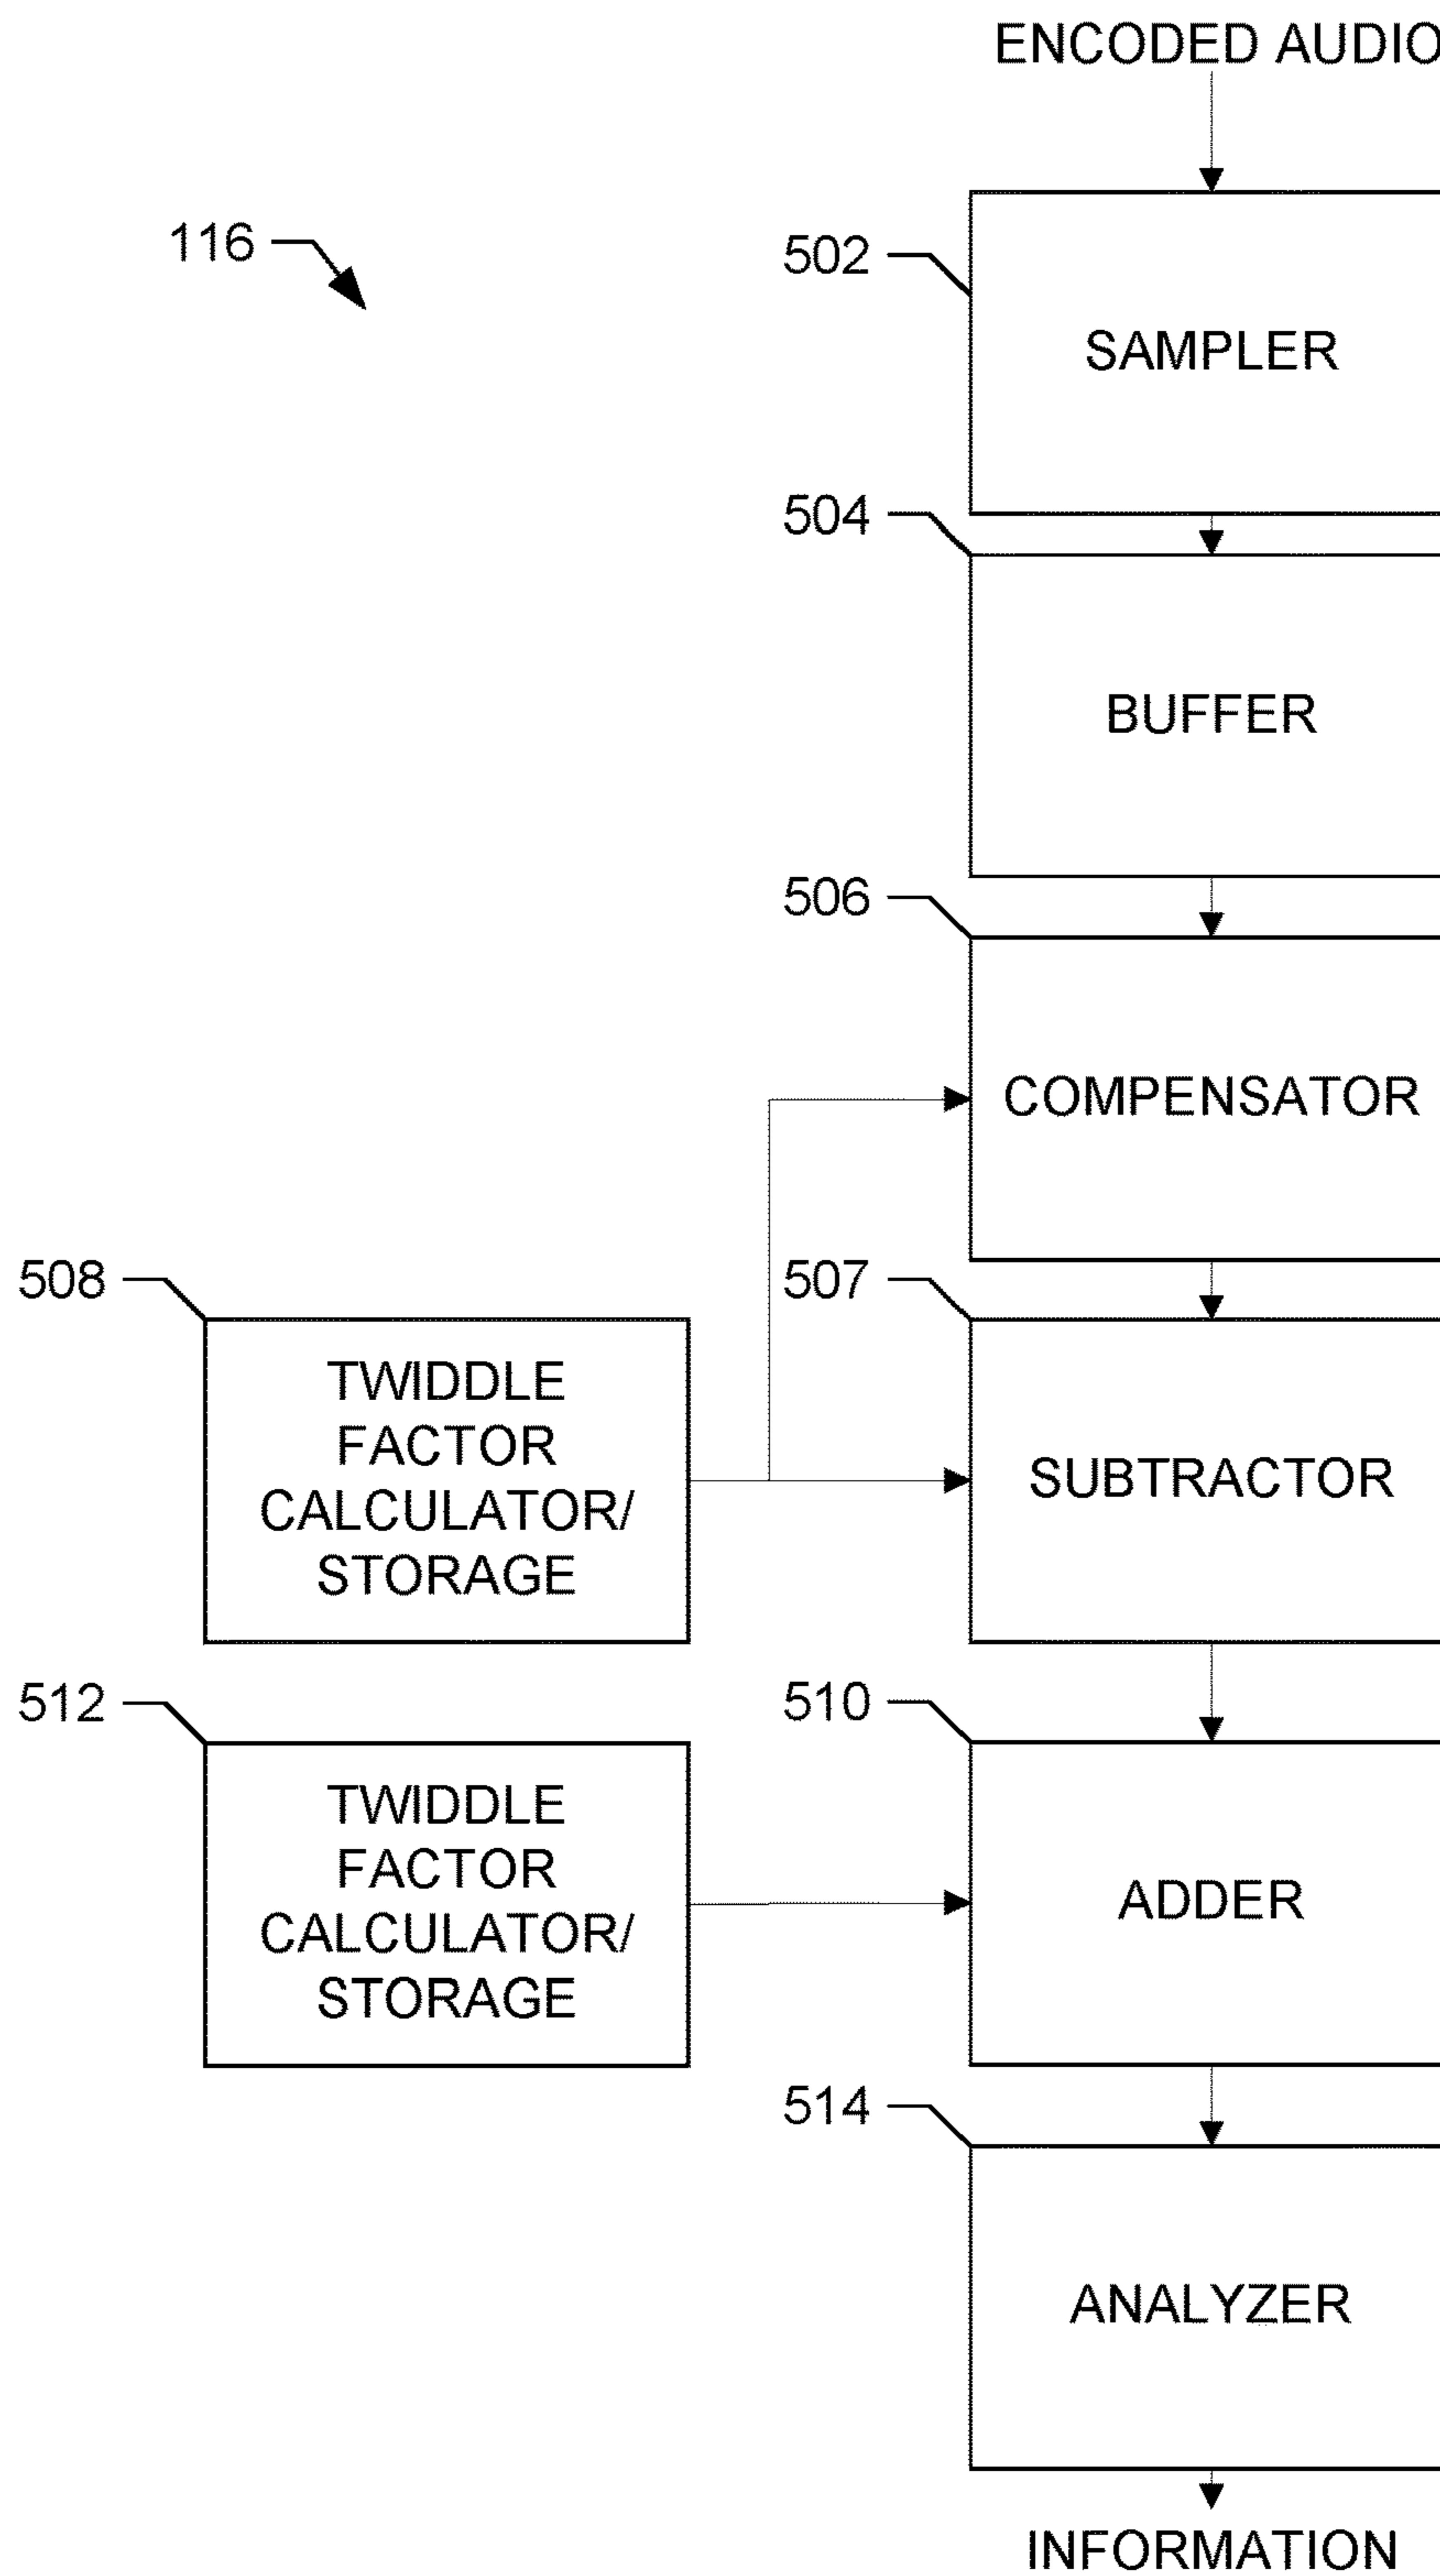 ENCODED AUDIO
116
502
SAMPLER
504
BUFFER
506
COMPENSATOR
508
507
TWIDDLE
FACTOR
CALCULATOR/
STORAGE
SUBTRACTOR
512
510
TWIDDLE
FACTOR
CALCULATOR/
STORAGE
ADDER
514
ANALYZER
INFORMATION